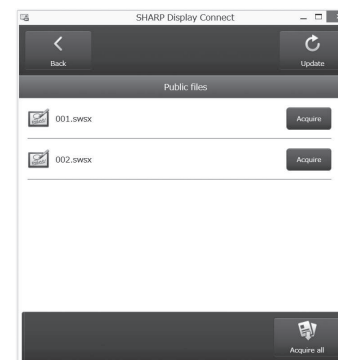 SHARP Display Connect
Back
Update
Public files
001.swsx
Acquire
002.swsx
Acquire
Acquire all